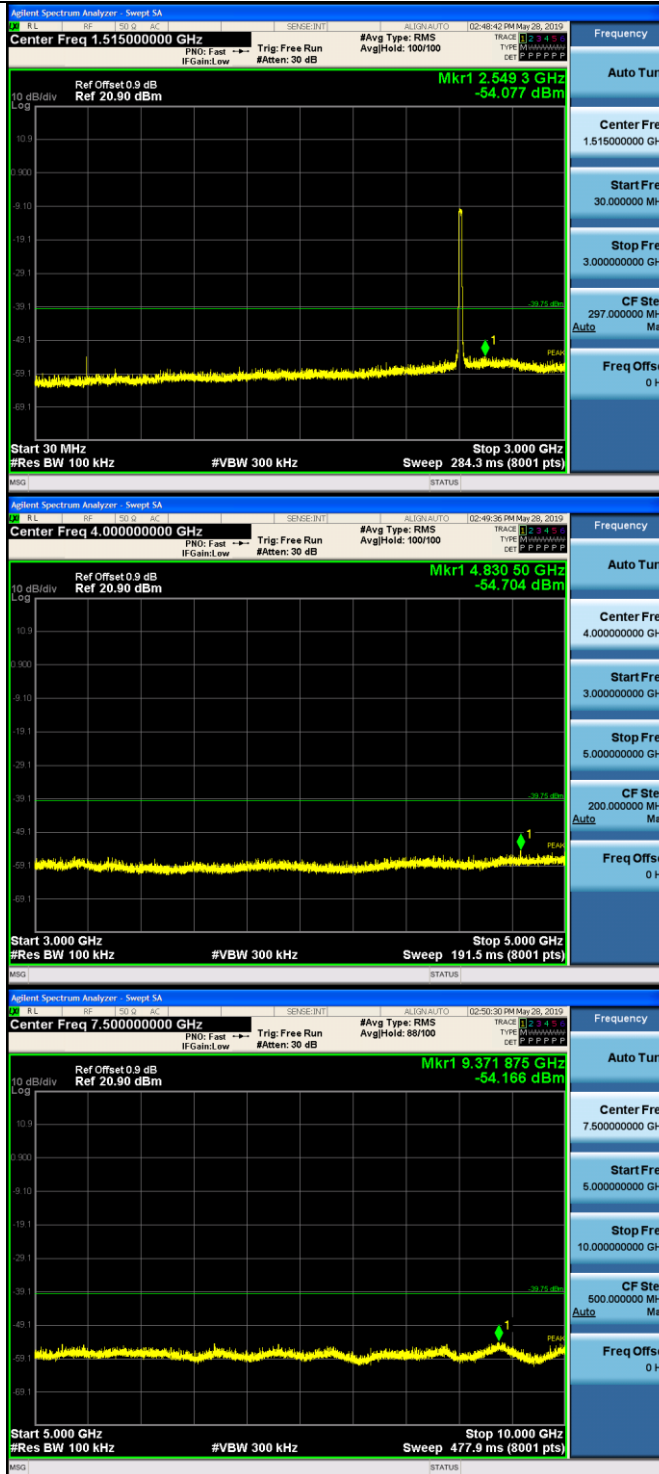 Agilent Spectrum Analyzer - Swept SA
RL RF 50 Ω AC SENSE:INT ALIGNAUTO 02:48:42 PM May 28, 2019
Center Freq 1.515000000 GHz #Avg Type: RMS TRACE 1 2 3 4 5 6 Frequency
PNO: Fast Trig: Free Run Avg|Hold: 100/100 TYPE M
IFGain:Low #Atten: 30 dB DET P P P P P P
Auto Tun
Mkr1 2.549 3 GHz
Ref Offset 0.9 dB
10 dB/div Ref 20.90 dBm -54.077 dBm
Log
Center Fre
1.515000000 GH
10.9
0.900
Start Fre
30.000000 MH
-9.10
-19.1
Stop Fre
3.000000000 GH
-29.1
CF Ste
297.000000 MH
Auto Ma
-39.1 -39.75 dBm
-49.1 1
PEAK
Freq Offse
0 H
-59.1
-69.1
Start 30 MHz Stop 3.000 GHz
#Res BW 100 kHz #VBW 300 kHz Sweep 284.3 ms (8001 pts)
MSG STATUS
Agilent Spectrum Analyzer - Swept SA
RL RF 50 Ω AC SENSE:INT ALIGNAUTO 02:49:36 PM May 28, 2019
Center Freq 4.000000000 GHz #Avg Type: RMS TRACE 1 2 3 4 5 6 Frequency
PNO: Fast Trig: Free Run Avg|Hold: 100/100 TYPE M
IFGain:Low #Atten: 30 dB DET P P P P P P
Auto Tun
Mkr1 4.830 50 GHz
Ref Offset 0.9 dB
10 dB/div Ref 20.90 dBm -54.704 dBm
Log
Center Fre
4.000000000 GH
10.9
0.900
Start Fre
3.000000000 GH
-9.10
-19.1
Stop Fre
5.000000000 GH
-29.1
CF Ste
200.000000 MH
Auto Ma
-39.1 -39.75 dBm
-49.1 1
PEAK
Freq Offse
0 H
-59.1
-69.1
Start 3.000 GHz Stop 5.000 GHz
#Res BW 100 kHz #VBW 300 kHz Sweep 191.5 ms (8001 pts)
MSG STATUS
Agilent Spectrum Analyzer - Swept SA
RL RF 50 Ω AC SENSE:INT ALIGNAUTO 02:50:30 PM May 28, 2019
Center Freq 7.500000000 GHz #Avg Type: RMS TRACE 1 2 3 4 5 6 Frequency
PNO: Fast Trig: Free Run Avg|Hold: 88/100 TYPE M
IFGain:Low #Atten: 30 dB DET P P P P P P
Auto Tun
Mkr1 9.371 875 GHz
Ref Offset 0.9 dB
10 dB/div Ref 20.90 dBm -54.166 dBm
Log
Center Fre
7.500000000 GH
10.9
0.900
Start Fre
5.000000000 GH
-9.10
-19.1
Stop Fre
10.000000000 GH
-29.1
CF Ste
500.000000 MH
Auto Ma
-39.1 -39.75 dBm
-49.1 1
PEAK
Freq Offse
0 H
-59.1
-69.1
Start 5.000 GHz Stop 10.000 GHz
#Res BW 100 kHz #VBW 300 kHz Sweep 477.9 ms (8001 pts)
MSG STATUS